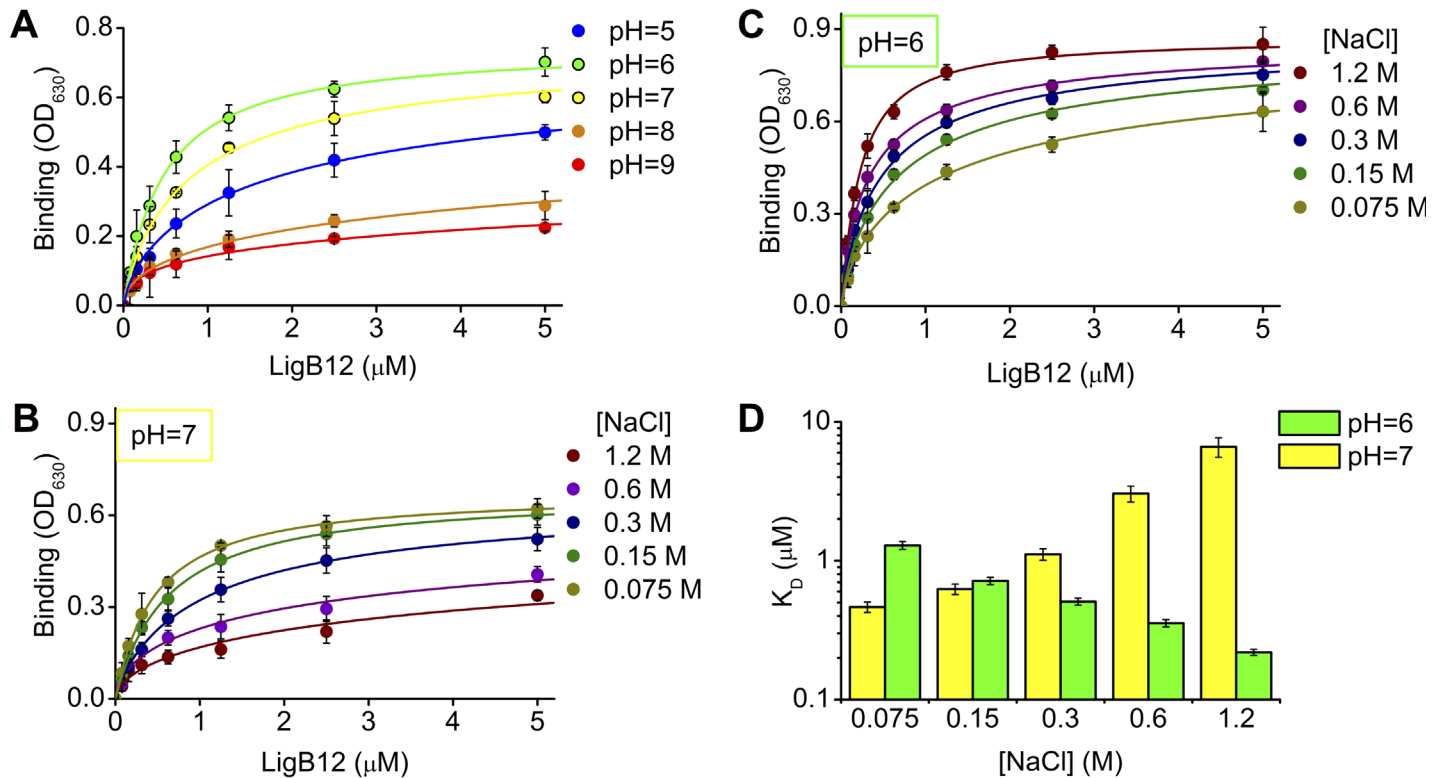 A
Binding (OD630)
0.8
0.6
0.4
0.2
0.0
0 1 2 3 4 5
LigB12 (μM)
pH=5
pH=6
pH=7
pH=8
pH=9
B
pH=7
Binding (OD630)
0.9
0.6
0.3
0.0
0 1 2 3 4 5
LigB12 (μM)
[NaCl]
1.2 M
0.6 M
0.3 M
0.15 M
0.075 M
C
pH=6
Binding (OD630)
0.9
0.6
0.3
0.0
0 1 2 3 4 5
LigB12 (μM)
[NaCl]
1.2 M
0.6 M
0.3 M
0.15 M
0.075 M
D
KD (μM)
10
1
0.1
0.075 0.15 0.3 0.6 1.2
[NaCl] (M)
pH=6
pH=7